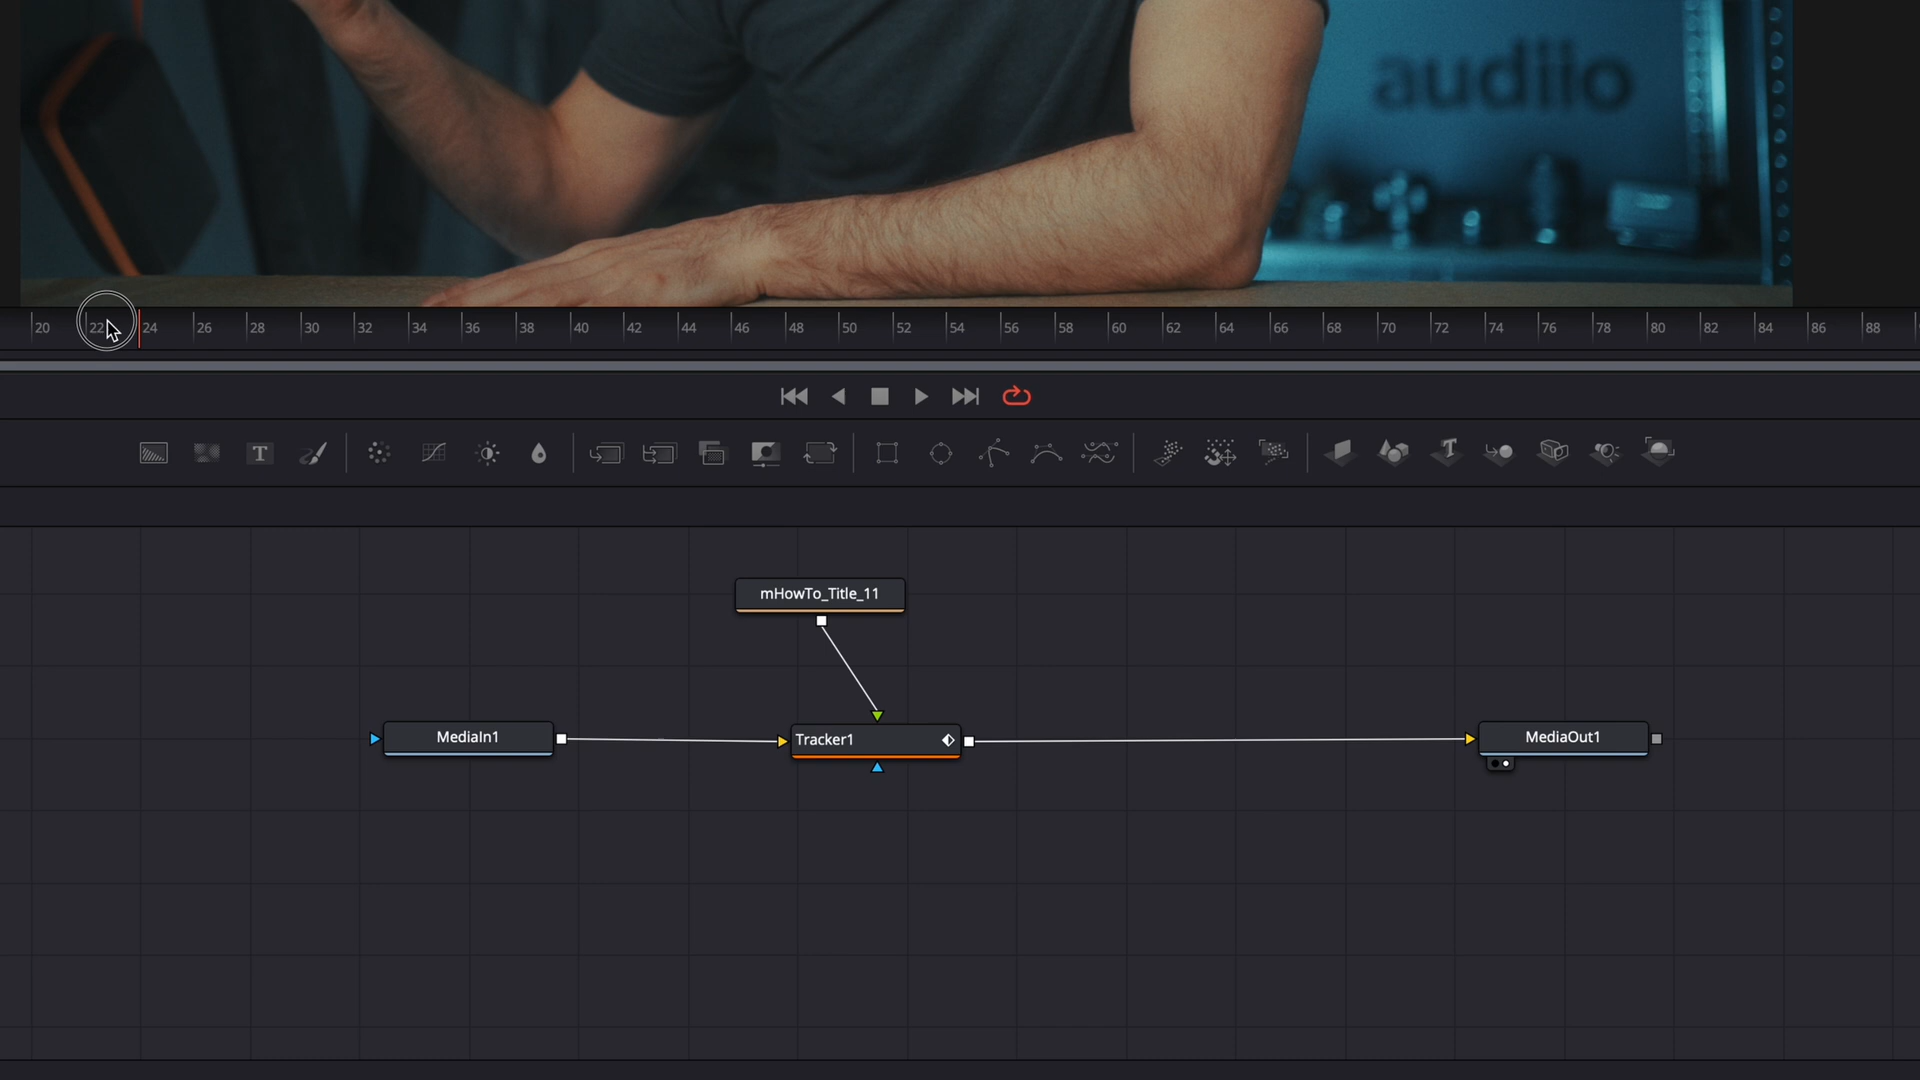 audiio
20 22 24 26 28 30 32 34 36 38 40 42 44 46 48 50 52 54 56 58 60 62 64 66 68 70 72 74 76 78 80 82 84 86 88
T T
mHowTo_Title_11
MediaIn1
Tracker1
MediaOut1